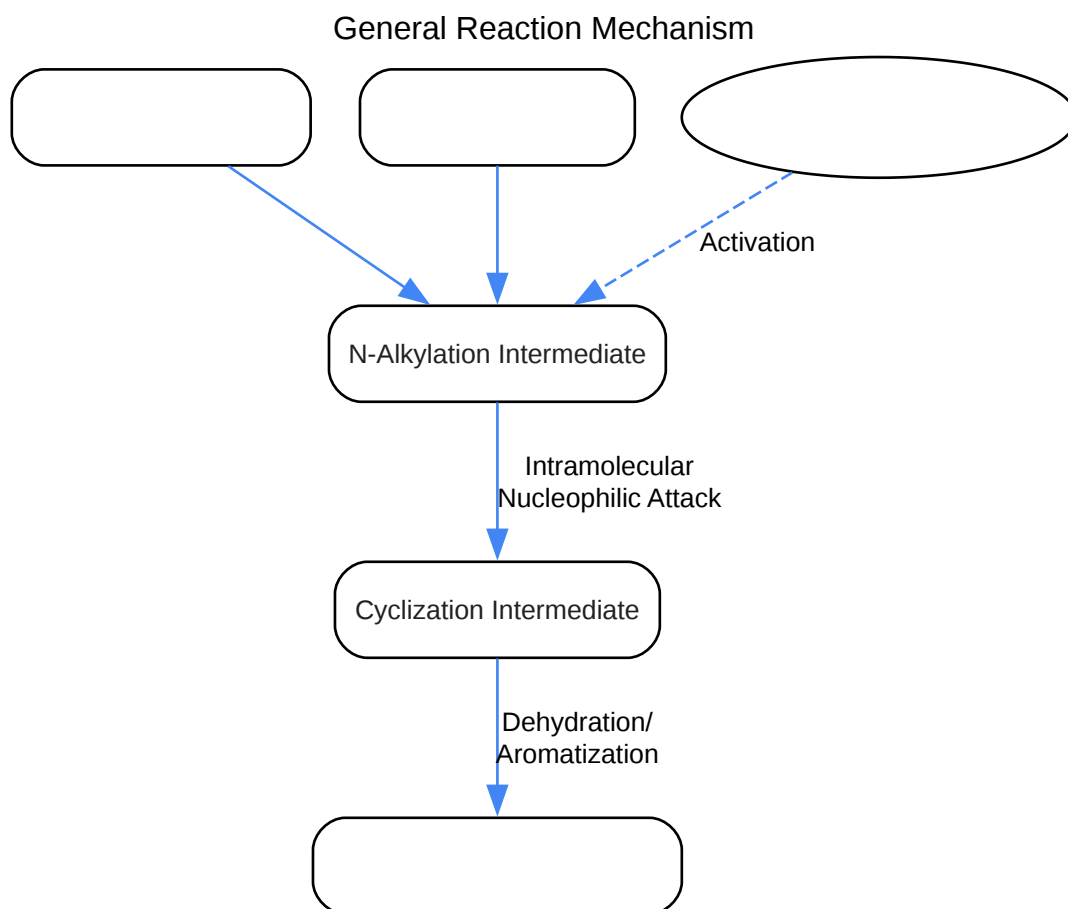 General Reaction Mechanism
Activation
N-Alkylation Intermediate
Intramolecular
Nucleophilic Attack
Cyclization Intermediate
Dehydration/
Aromatization